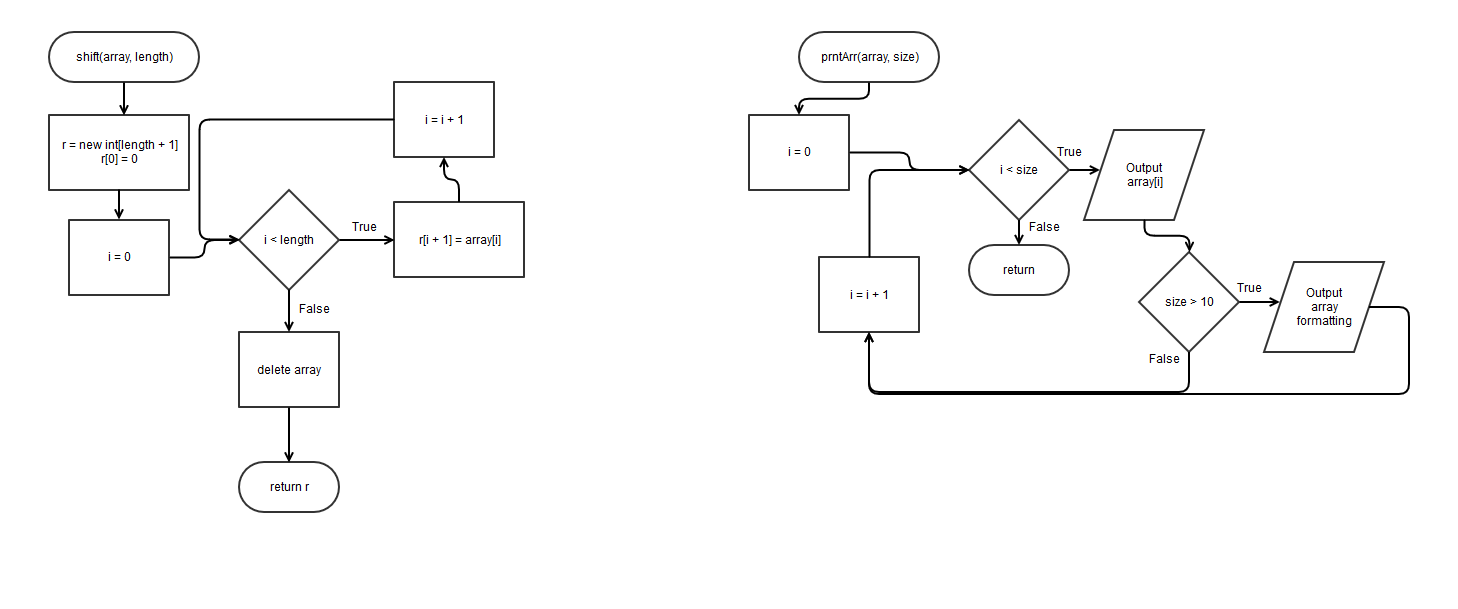 shift(array, length)
r = new int[length + 1]
r[0] = 0
i = 0
i < length
True
r[i + 1] = array[i]
i = i + 1
False
delete array
return r
prntArr(array, size)
i = 0
i < size
True
Output
array[i]
False
return
size > 10
True
Output
array
formatting
False
i = i + 1